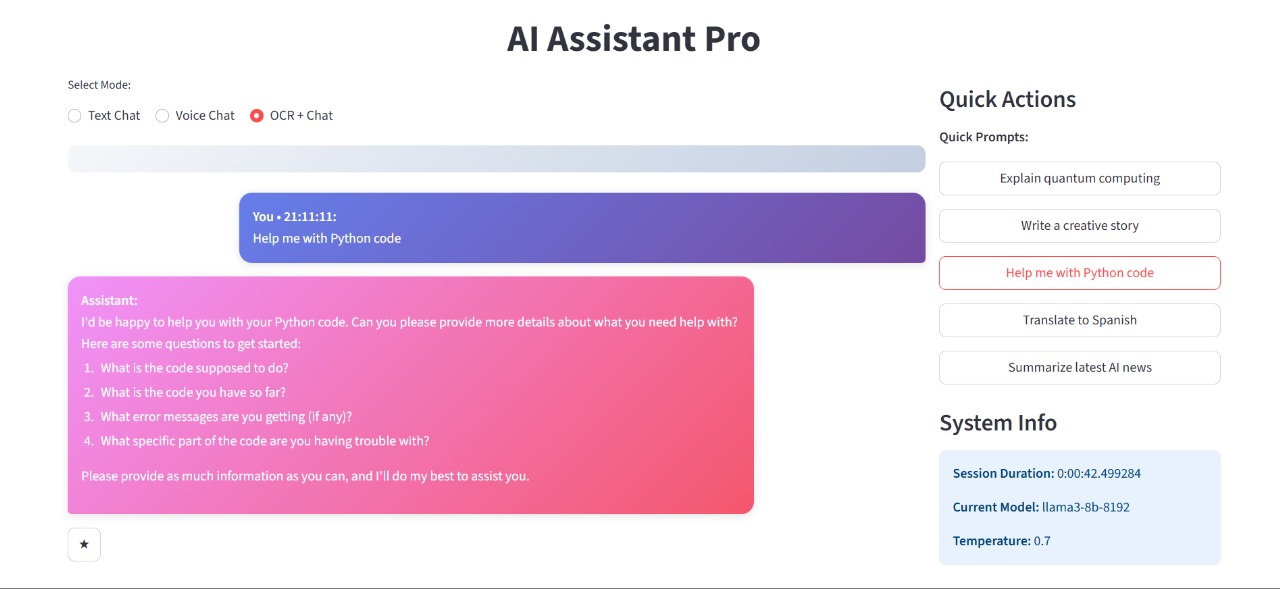 AI Assistant Pro
Select Mode:
Text Chat
Voice Chat
OCR + Chat
You • 21:11:11:
Help me with Python code
Assistant:
I'd be happy to help you with your Python code. Can you please provide more details about what you need help with?
Here are some questions to get started:
1. What is the code supposed to do?
2. What is the code you have so far?
3. What error messages are you getting (if any)?
4. What specific part of the code are you having trouble with?
Please provide as much information as you can, and I'll do my best to assist you.
★
Quick Actions
Quick Prompts:
Explain quantum computing
Write a creative story
Help me with Python code
Translate to Spanish
Summarize latest AI news
System Info
Session Duration: 0:00:42.499284
Current Model: llama3-8b-8192
Temperature: 0.7